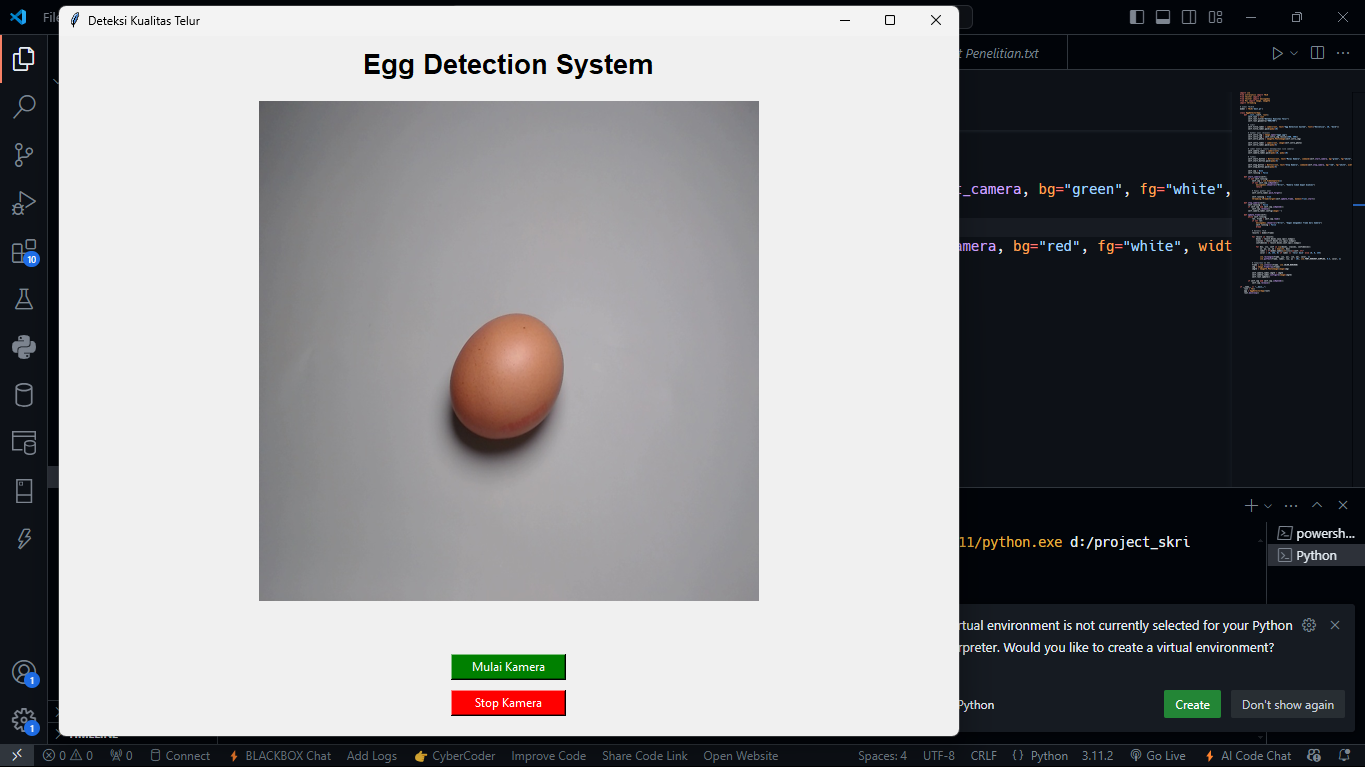 File
Deteksi Kualitas Telur
Egg Detection System
Mulai Kamera
Stop Kamera
Penelitian.txt
_camera, bg="green", fg="white",
amera, bg="red", fg="white", widt
11/python.exe d:/project_skri
powersh...
Python
rtual environment is not currently selected for your Python
rpreter. Would you like to create a virtual environment?
Python
Create
Don't show again
10
1
1
TIMELINE
0 0
0
Connect
BLACKBOX Chat
Add Logs
CyberCoder
Improve Code
Share Code Link
Open Website
Spaces: 4
UTF-8
CRLF
Python
3.11.2
Go Live
AI Code Chat